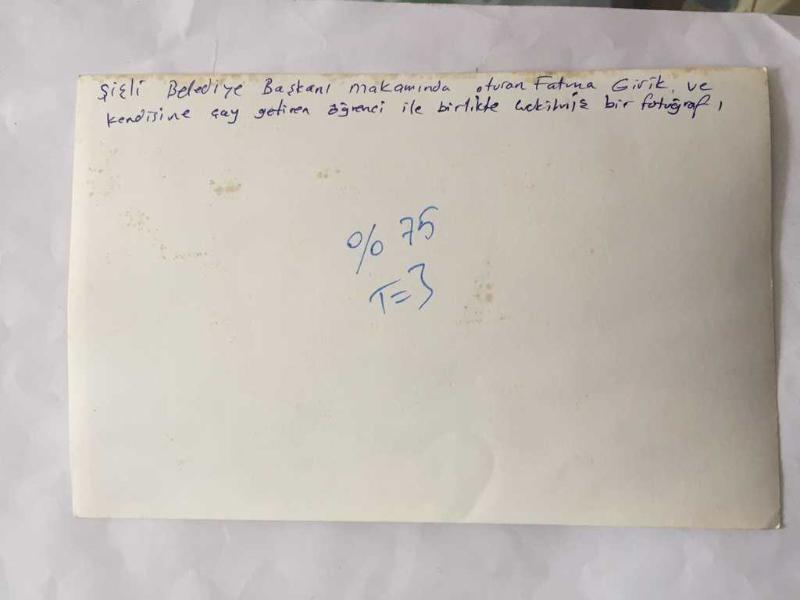 Şişli Belediye Başkanı makamında oturan Fatma Girik, ve
kendisine çay getiren öğrenci ile birlikte çekilmiş bir fotoğraf,
% 75
T=3